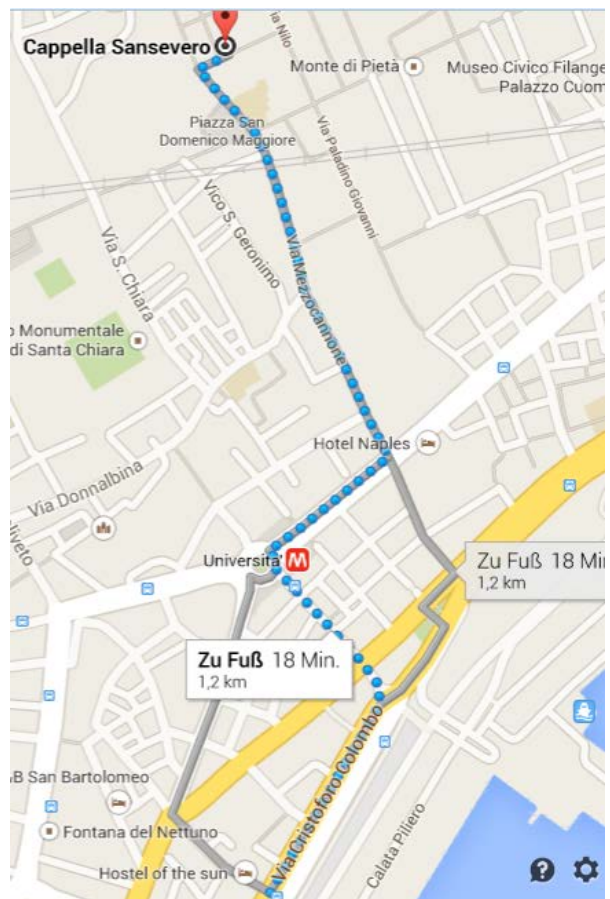 Via Nilo
Cappella Sansevero
Monte di Pietà
Museo Civico Filange
Palazzo Cuom
Piazza San
Domenico Maggiore
Via Paladino Giovanni
Vico S. Geronimo
Via S. Chiara
Via Mezzocannone
o Monumentale
di Santa Chiara
Hotel Naples
Via Donnalbina
liveto
Università
M
Zu Fuß 18 Min
1,2 km
Zu Fuß 18 Min.
1,2 km
Via Cristoforo Colombo
&B San Bartolomeo
Fontana del Nettuno
Calata Piliero
Hostel of the sun
?